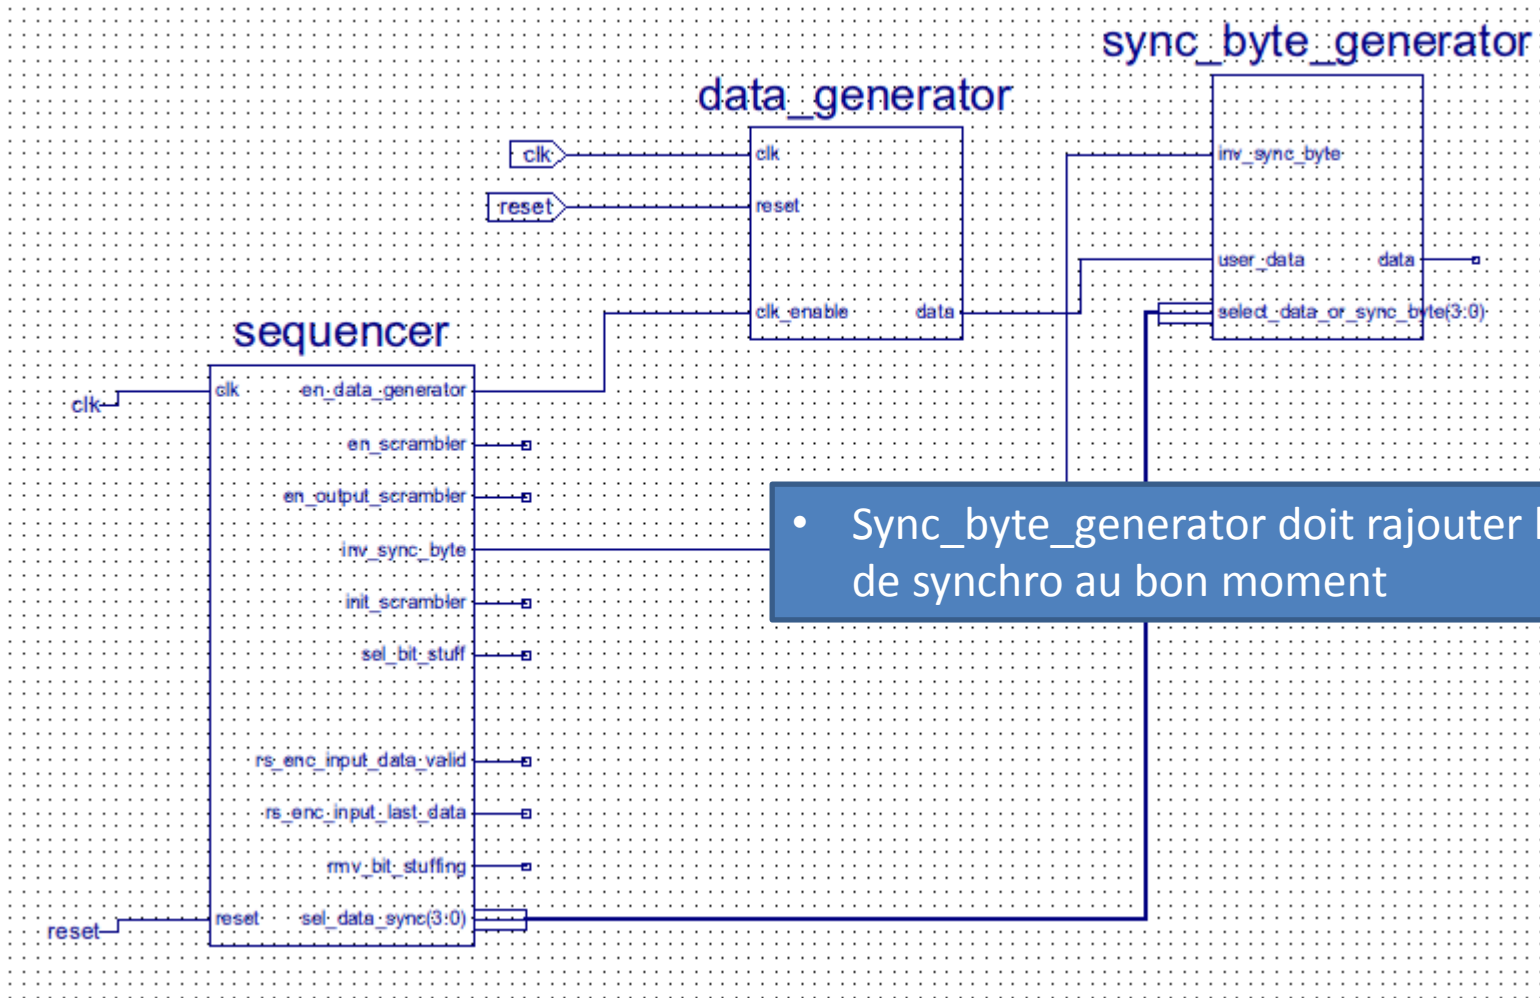 sync_byte_generator
data_generator
clk
clk
inv_sync_byte
reset
reset
user_data
data
clk_enable
data
select_data_or_sync_byte(3:0)
sequencer
clk
clk
en_data_generator
en_scrambler
en_output_scrambler
inv_sync_byte
init_scrambler
sel_bit_stuff
rs_enc_input_data_valid
rs_enc_input_last_data
rmv_bit_stuffing
reset
reset
sel_data_sync(3:0)
• Sync_byte_generator doit rajouter
de synchro au bon moment